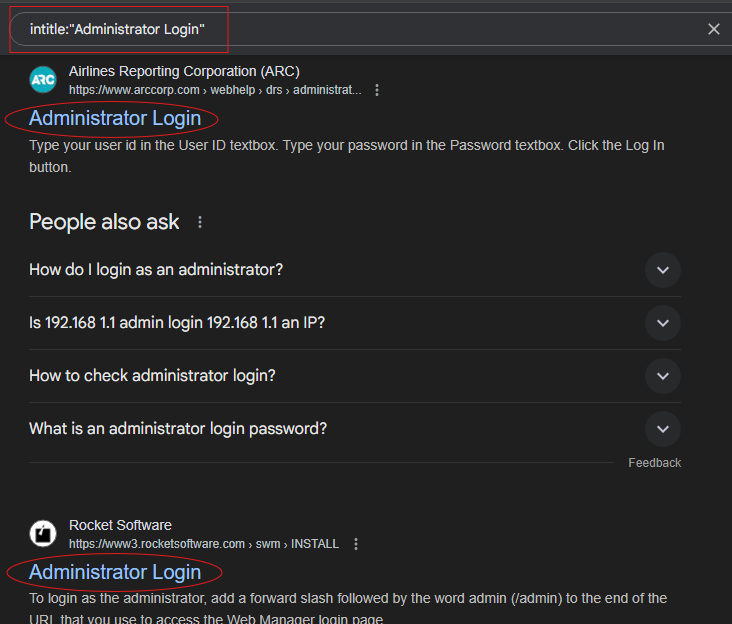 intitle:"Administrator Login"
ARC
Airlines Reporting Corporation (ARC)
https://www.arccorp.com › webhelp › drs › administrat...
Administrator Login
Type your user id in the User ID textbox. Type your password in the Password textbox. Click the Log In
button.
People also ask
How do I login as an administrator?
Is 192.168 1.1 admin login 192.168 1.1 an IP?
How to check administrator login?
What is an administrator login password?
Feedback
Rocket Software
https://www3.rocketsoftware.com › swm › INSTALL
Administrator Login
To login as the administrator, add a forward slash followed by the word admin (/admin) to the end of the
URL that you use to access the Web Manager login page